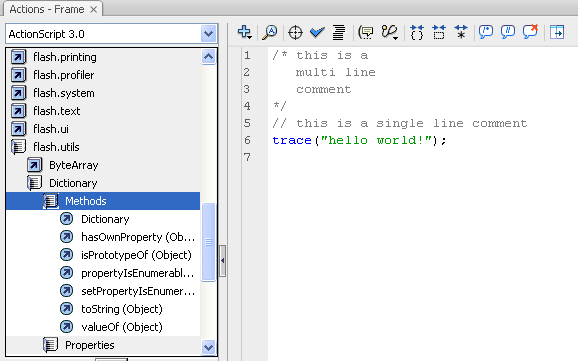 Actions - Frame ×
ActionScript 3.0
flash.printing
flash.profiler
flash.system
flash.text
flash.ui
flash.utils
ByteArray
Dictionary
Methods
Dictionary
hasOwnProperty (Ob...
isPrototypeOf (Object)
propertyIsEnumerabl...
setPropertyIsEnumer...
toString (Object)
valueOf (Object)
Properties
1 /* this is a
2 multi line
3 comment
4 */
5 // this is a single line comment
6 trace("hello world!");
7